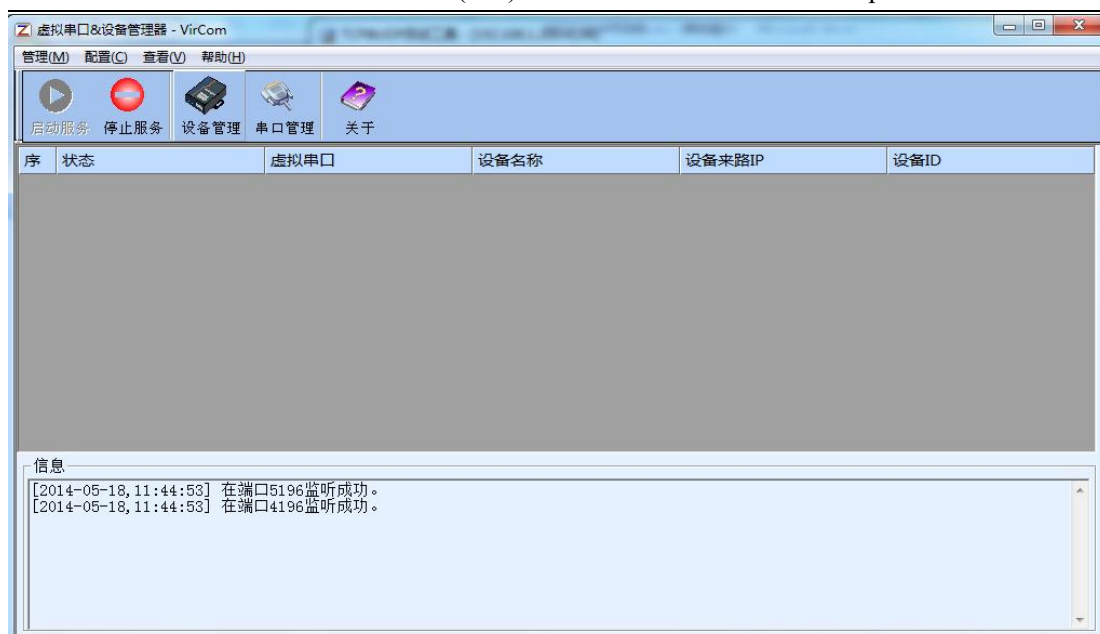 虚拟串口&设备管理器 - VirCom
管理(M) 配置(C) 查看(V) 帮助(H)
启动服务 停止服务 设备管理 串口管理 关于
序 状态 虚拟串口 设备名称 设备来路IP 设备ID
信息
[2014-05-18,11:44:53] 在端口5196监听成功。
[2014-05-18,11:44:53] 在端口4196监听成功。